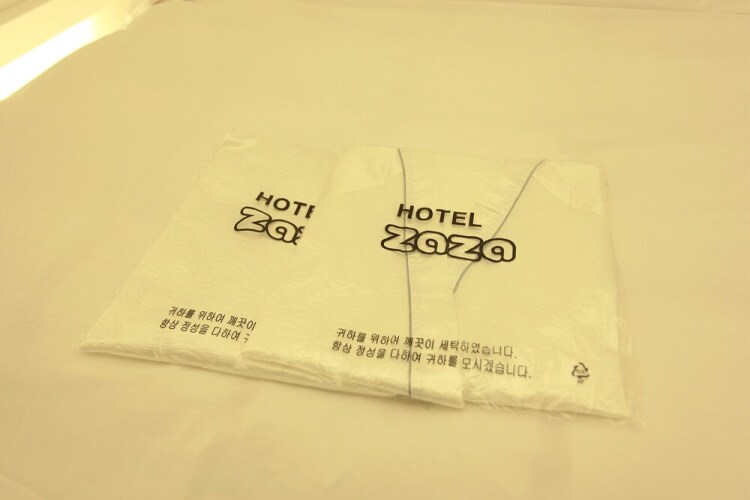 HOTE
za
귀하를 위하여 깨끗이
항상 정성을 다하여
HOTEL
zaza
귀하를 위하여 깨끗이 세탁하였습니다.
항상 정성을 다하여 귀하를 모시겠습니다.